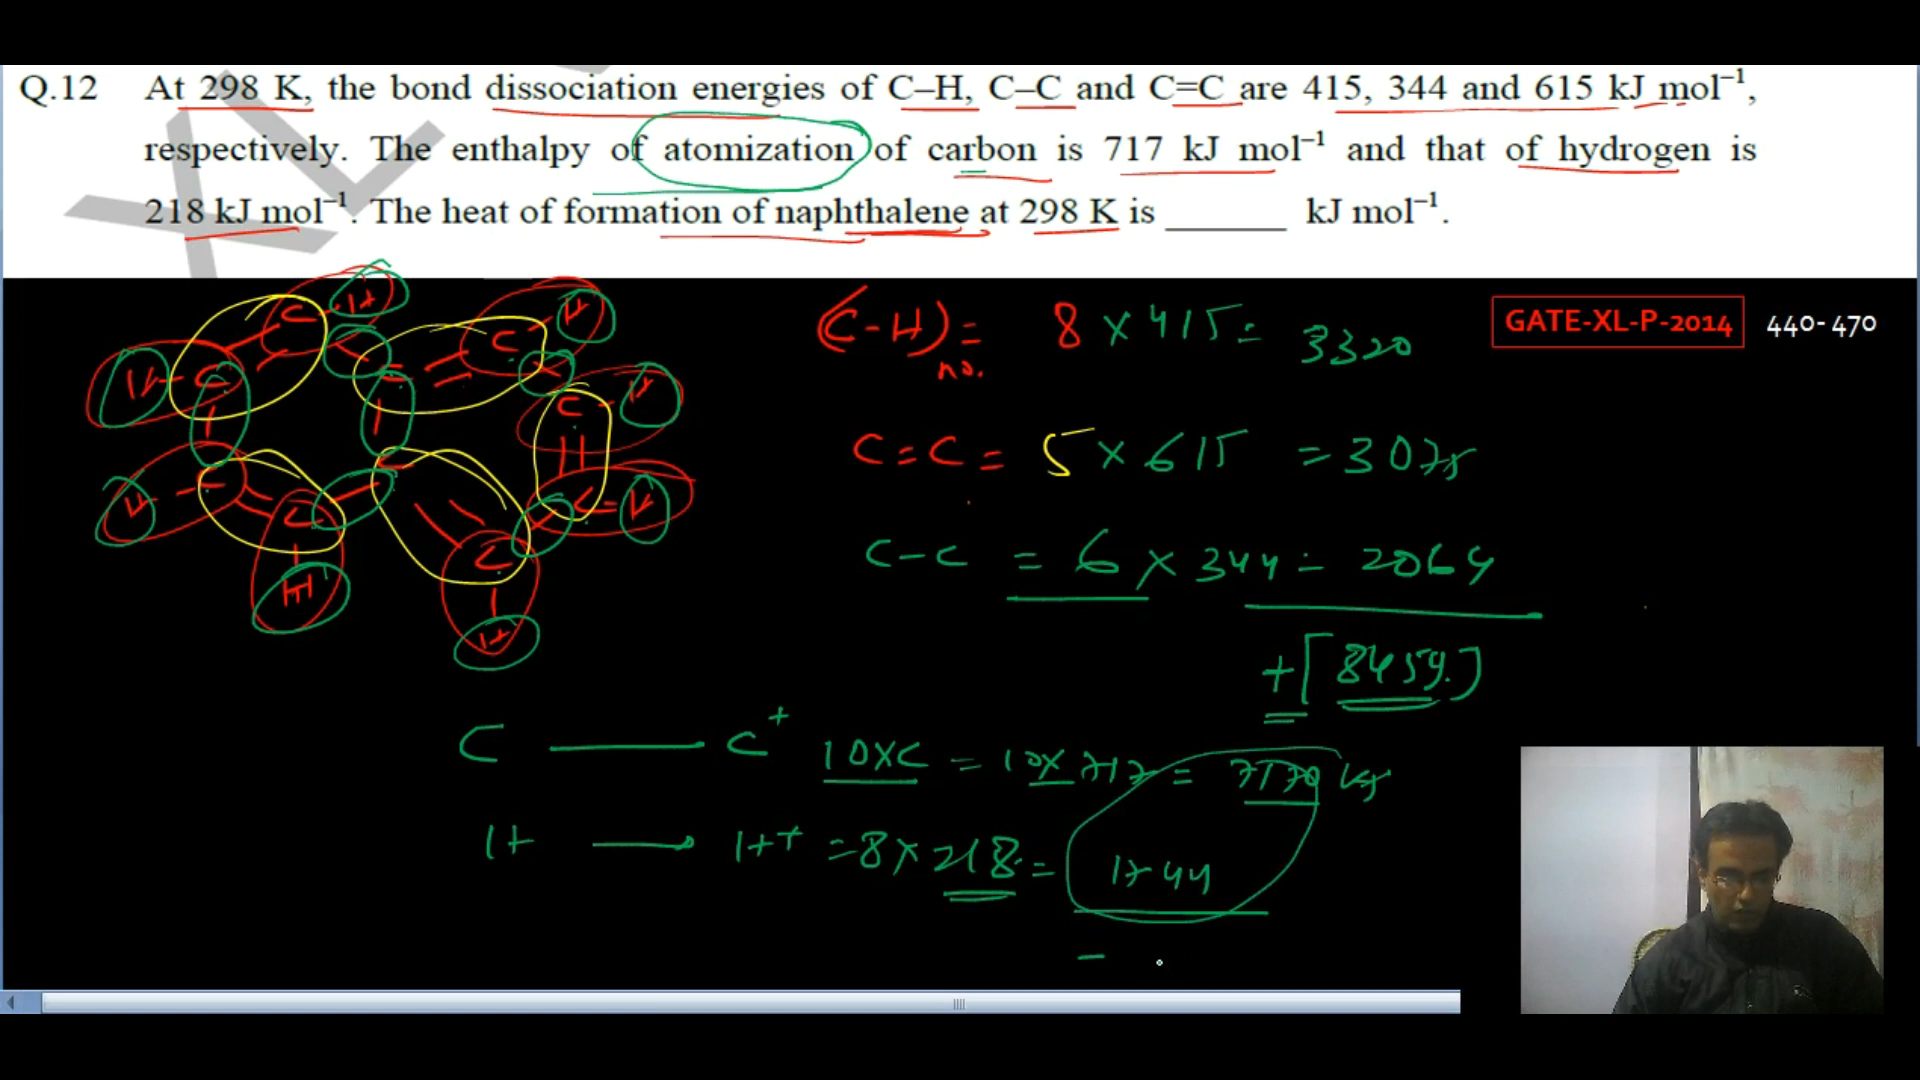 Q.12 At 298 K, the bond dissociation energies of C–H, C–C and C=C are 415, 344 and 615 kJ mol⁻¹,
respectively. The enthalpy of atomization of carbon is 717 kJ mol⁻¹ and that of hydrogen is
218 kJ mol⁻¹. The heat of formation of naphthalene at 298 K is ______ kJ mol⁻¹.
GATE-XL-P-2014 440-470
(C-H) = 8 × 415 = 3320
no.
C=C = 5 × 615 = 3075
C-C = 6 × 344 = 2064
+[8459.]
C — C⁺ 10×C = 10×717 = 7170 kJ
H → H⁺ = 8×218 = 1744
-
C H
H C C C H
C H
H C C C H
C C
H H